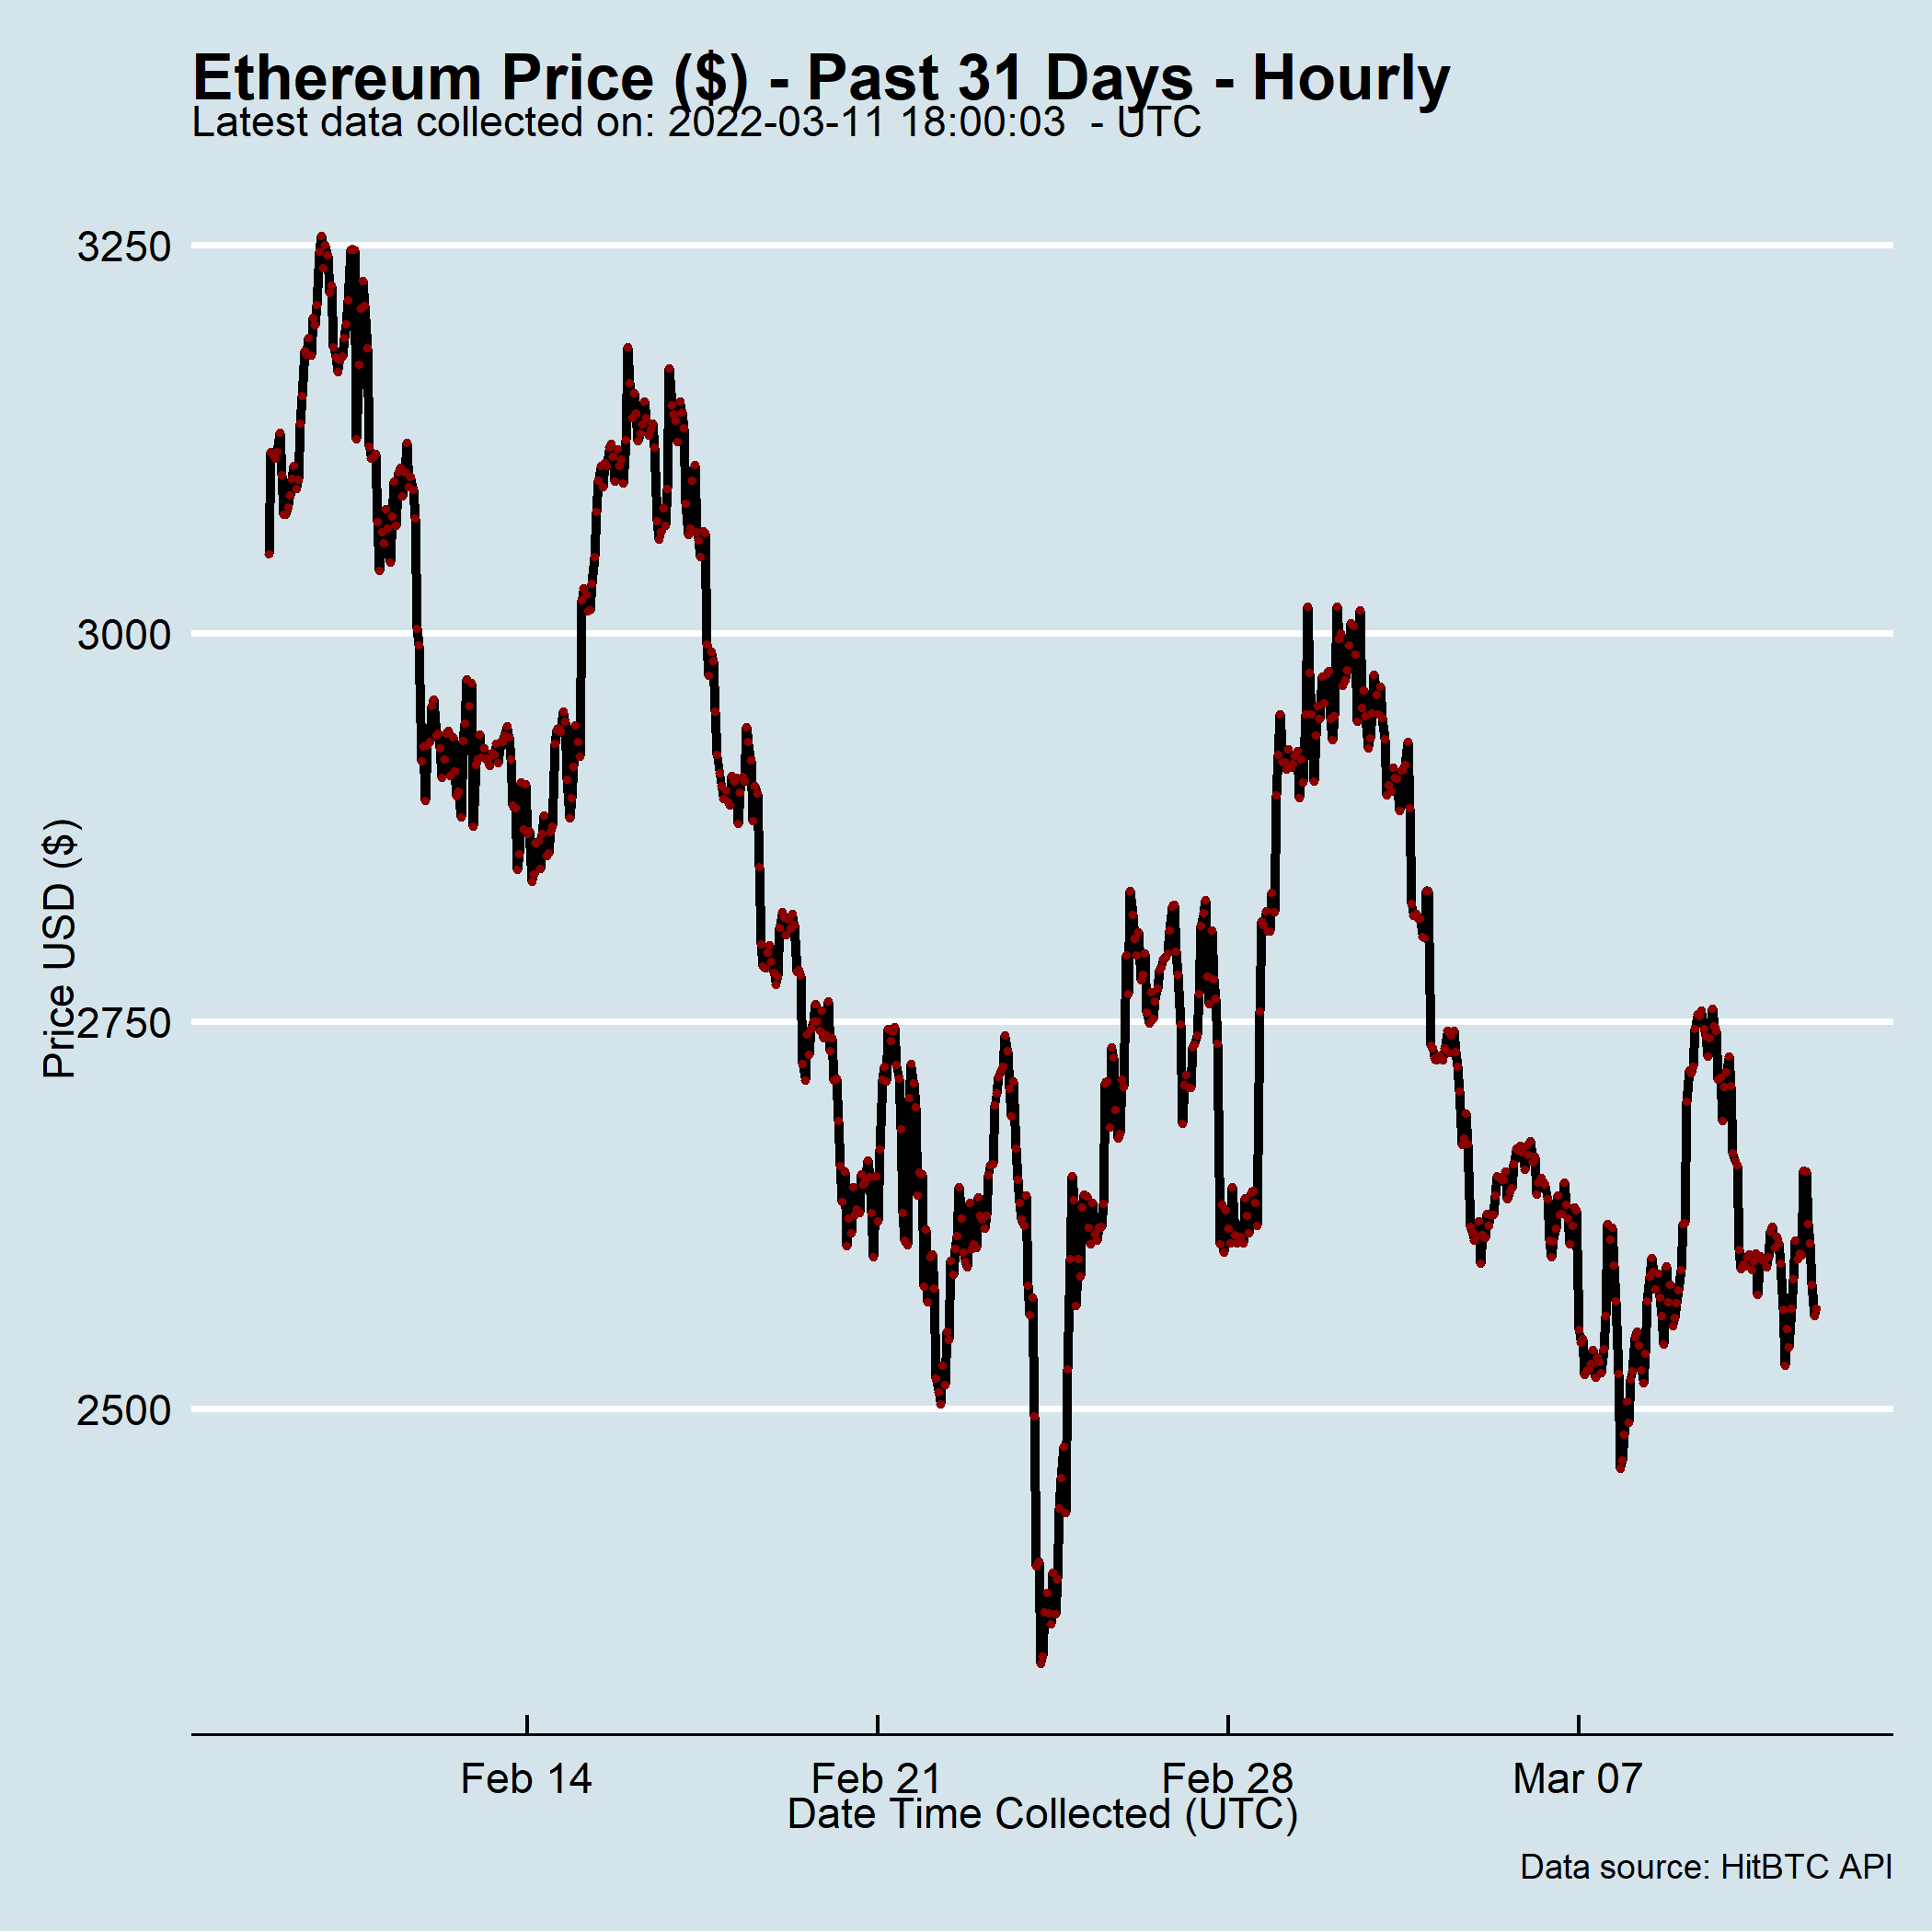 Ethereum Price ($) - Past 31 Days - Hourly
Latest data collected on: 2022-03-11 18:00:03  - UTC
3250
3000
2750
2500
Price USD ($)
Feb 14
Feb 21
Feb 28
Mar 07
Date Time Collected (UTC)
Data source: HitBTC API